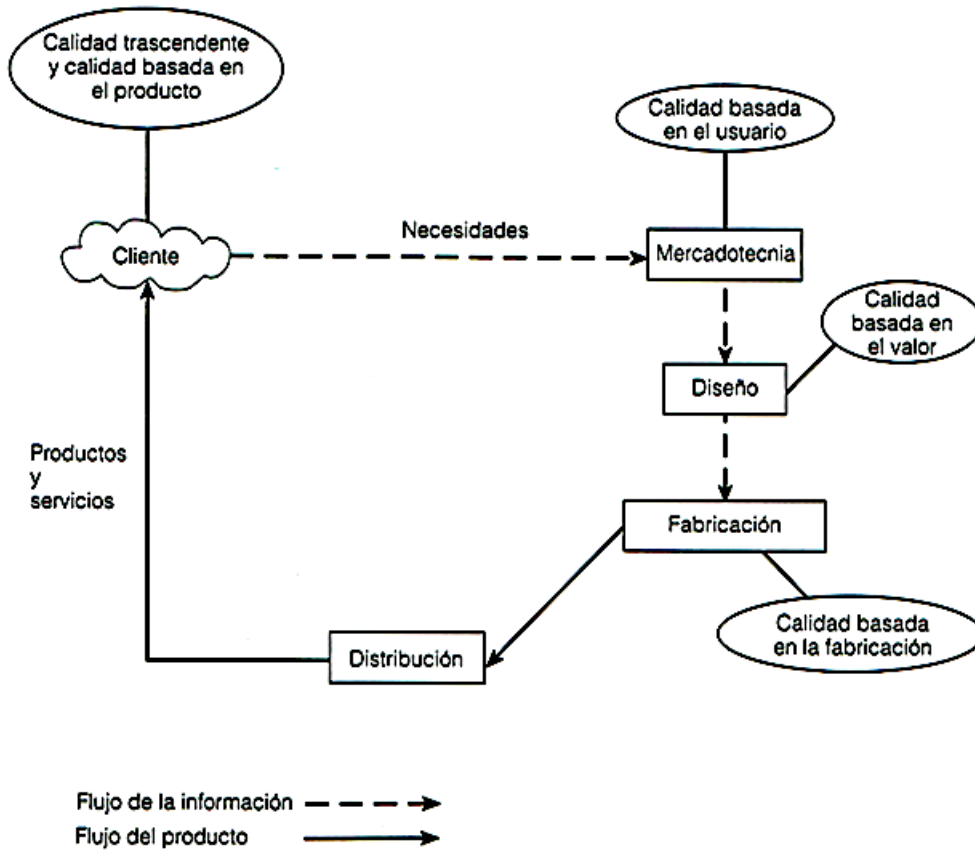 Calidad trascendente
y calidad basada en
el producto
Calidad basada
en el usuario
Necesidades
Cliente
Mercadotecnia
Calidad
basada en
el valor
Diseño
Productos
y
servicios
Fabricación
Calidad basada
en la fabricación
Distribución
Flujo de la información
Flujo del producto